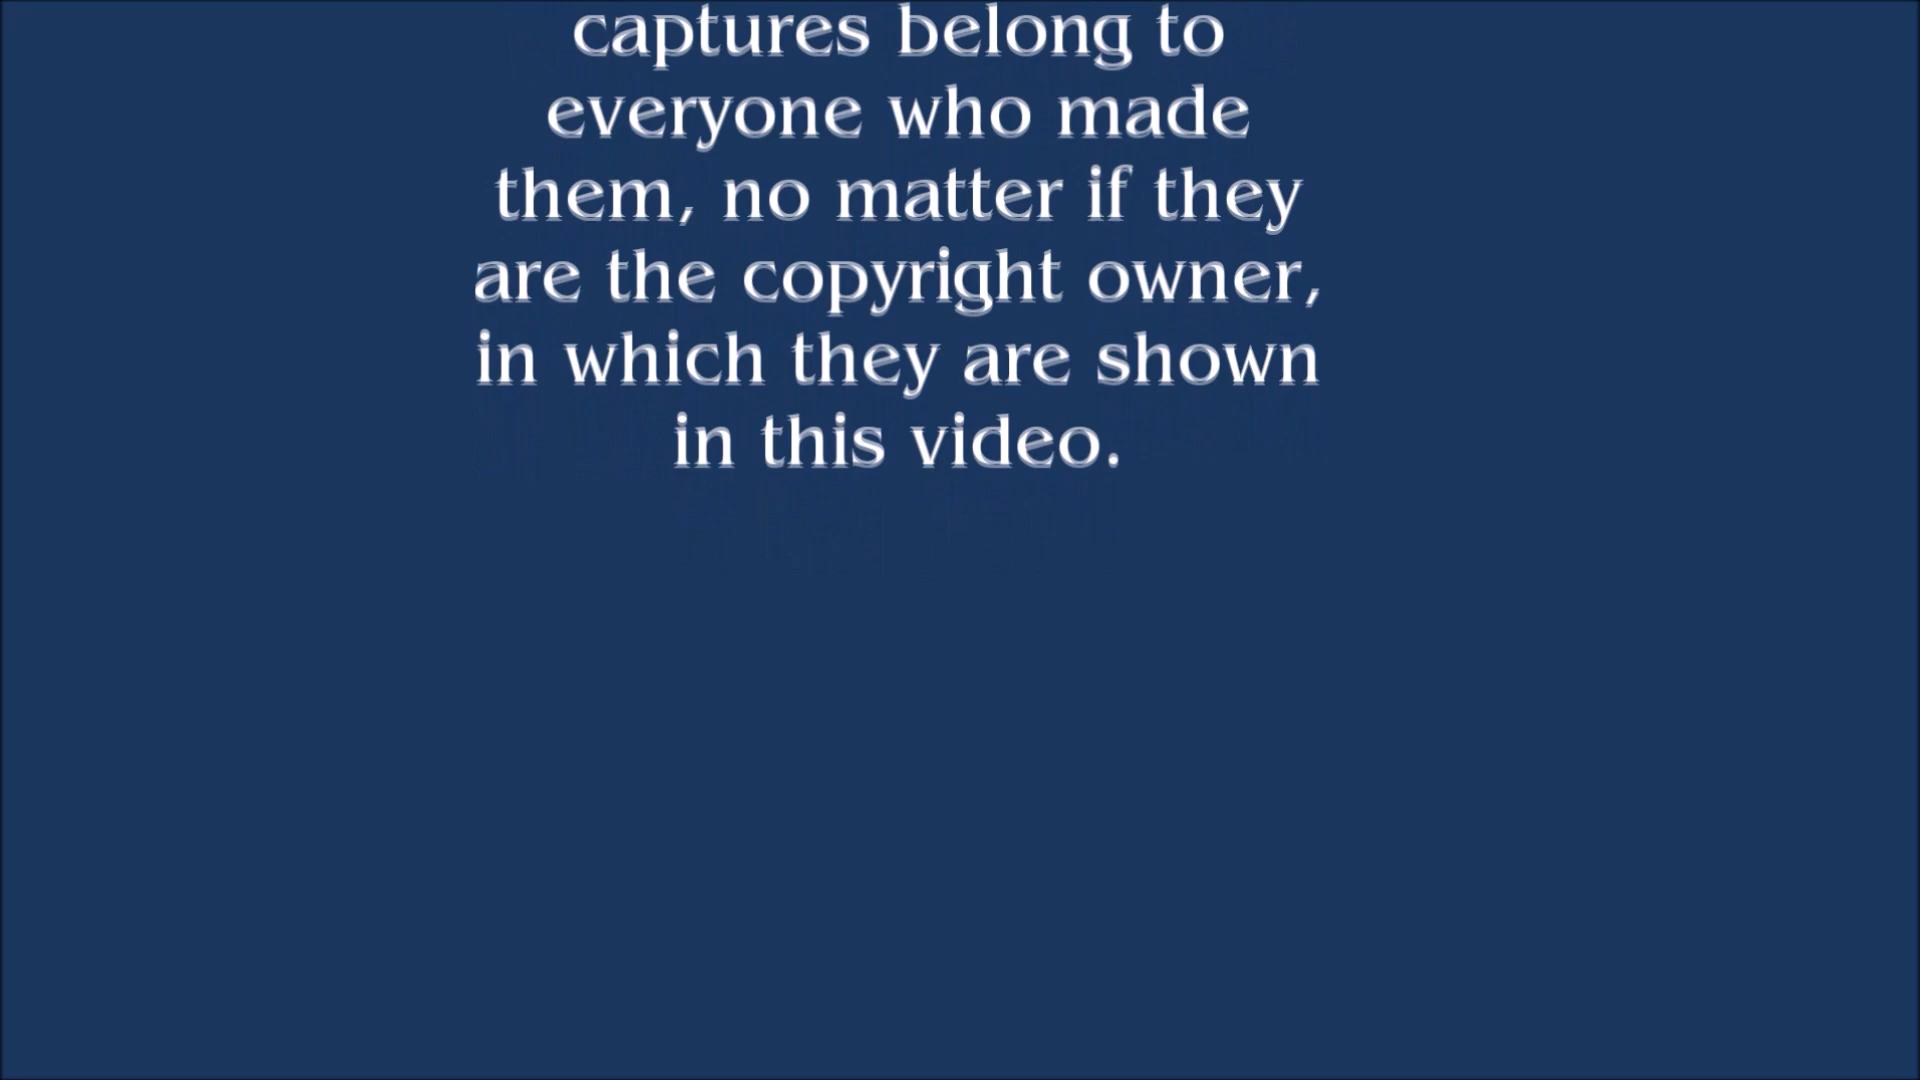 captures belong to
everyone who made
them, no matter if they
are the copyright owner,
in which they are shown
in this video.